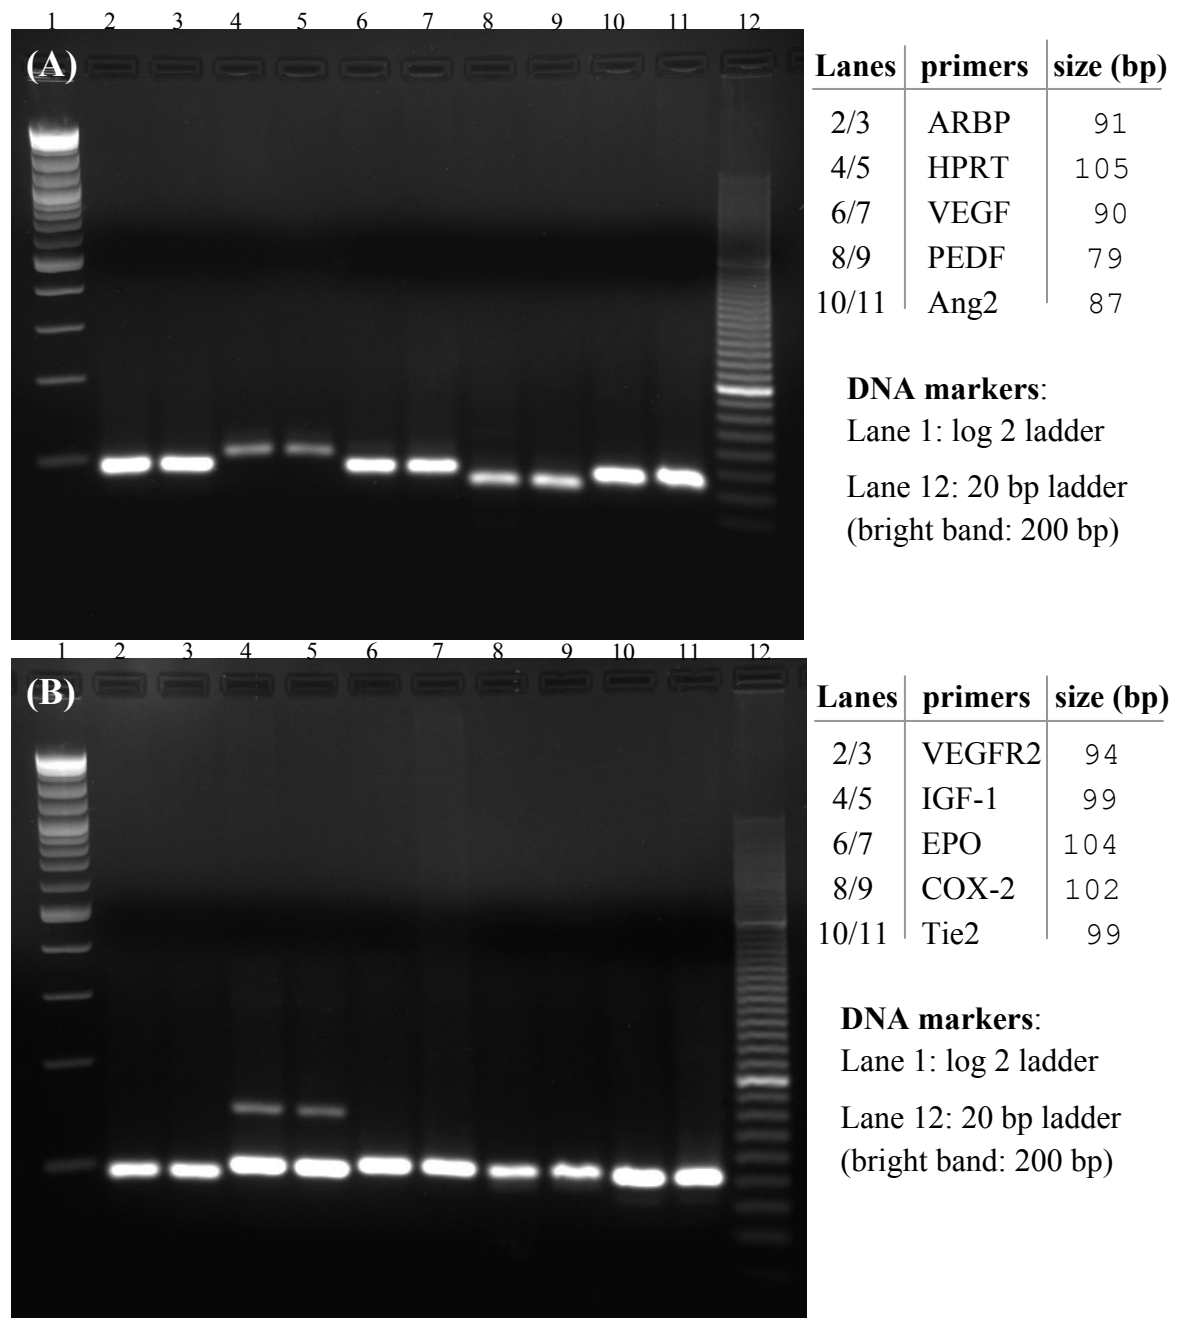 1 2 3 4 5 6 7 8 9 10 11 12
(A)
Lanes primers size (bp)
2/3 ARBP 91
4/5 HPRT 105
6/7 VEGF 90
8/9 PEDF 79
10/11 Ang2 87
DNA markers:
Lane 1: log 2 ladder
Lane 12: 20 bp ladder
(bright band: 200 bp)
1 2 3 4 5 6 7 8 9 10 11 12
(B)
Lanes primers size (bp)
2/3 VEGFR2 94
4/5 IGF-1 99
6/7 EPO 104
8/9 COX-2 102
10/11 Tie2 99
DNA markers:
Lane 1: log 2 ladder
Lane 12: 20 bp ladder
(bright band: 200 bp)